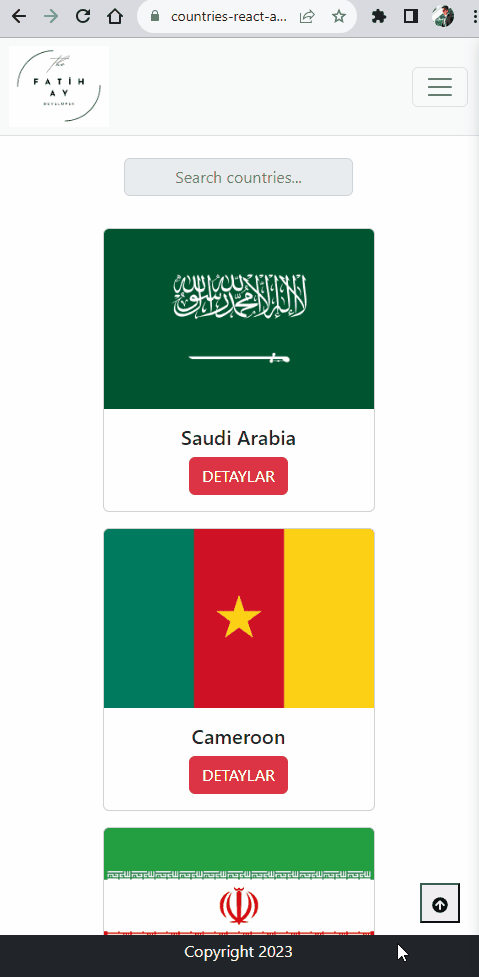 countries-react-a...
the
FATİH
AY
DEVELOPER
Search countries...
لا إله إلا الله محمد رسول الله
Saudi Arabia
DETAYLAR
Cameroon
DETAYLAR
Copyright 2023